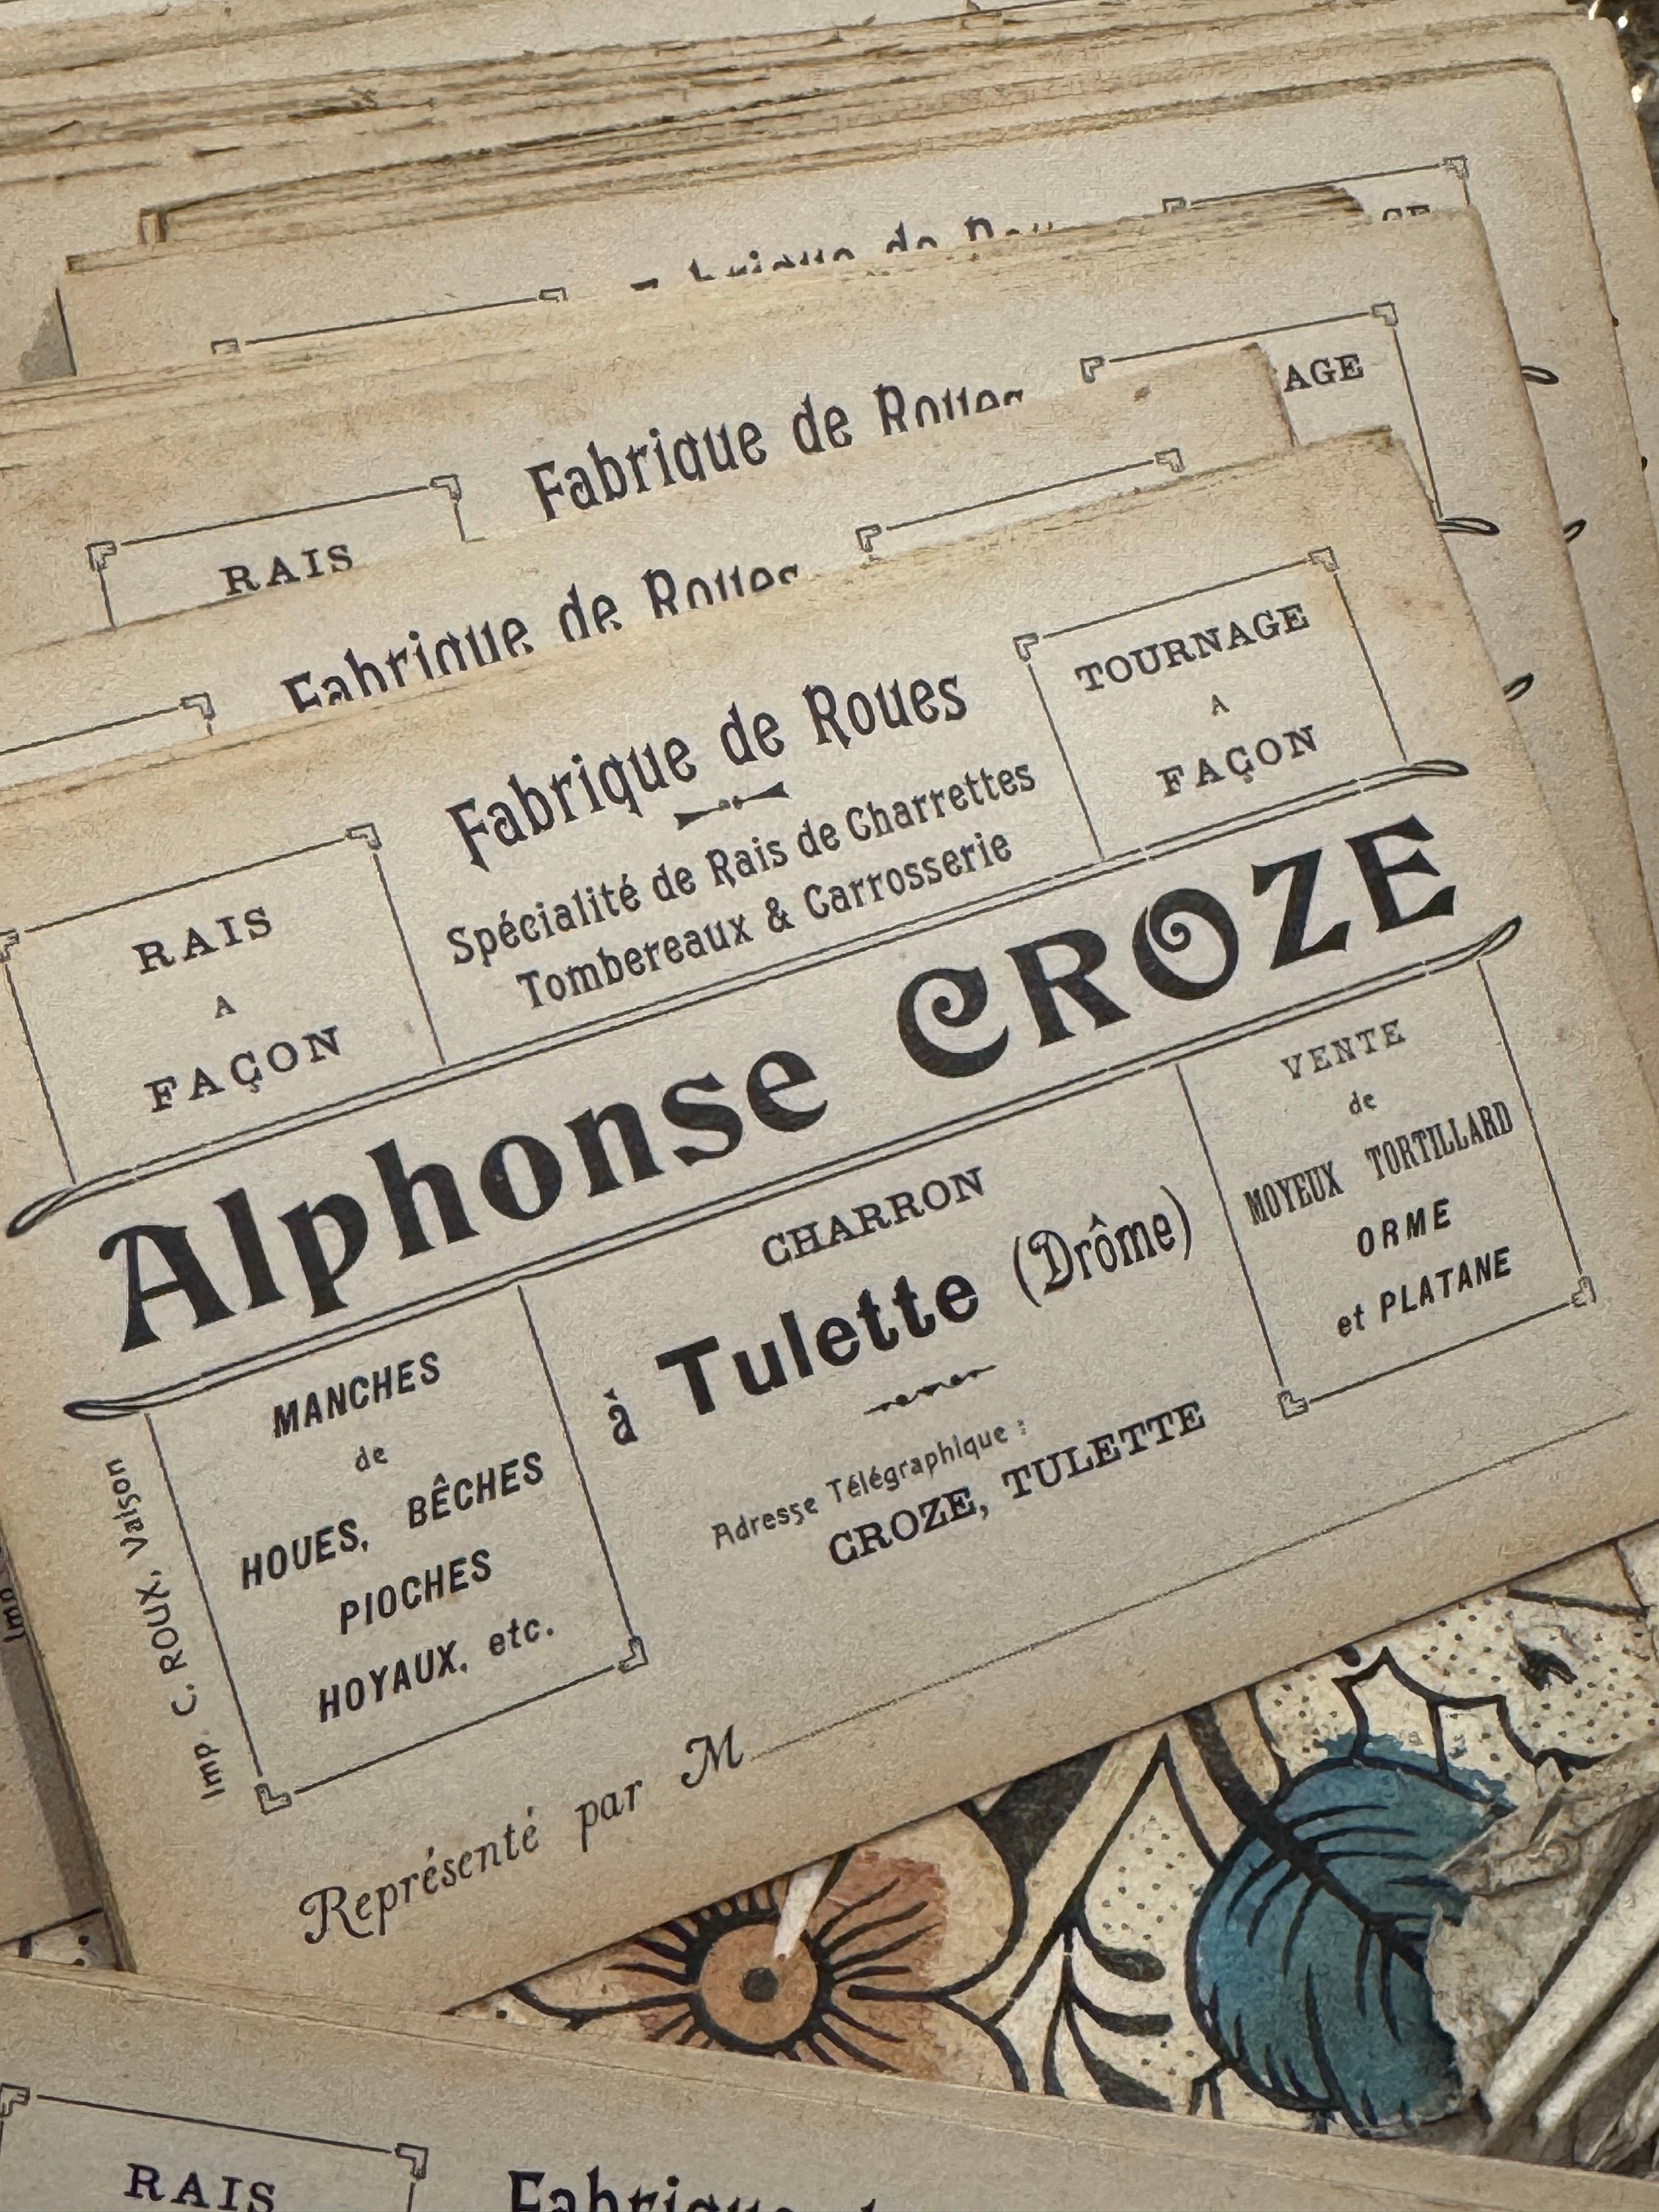 RAIS
Fabrique de Roues
AGE
Fabrique de Roues
RAIS
A
FAÇON
Fabrique de Roues
Spécialité de Rais de Charrettes
Tombereaux & Carrosserie
TOURNAGE
A
FAÇON
Alphonse CROZE
MANCHES
de
HOUES, BÊCHES
PIOCHES
HOYAUX, etc.
CHARRON
à Tulette (Drôme)
Adresse Télégraphique :
CROZE, TULETTE
VENTE
de
MOYEUX TORTILLARD
ORME
et PLATANE
Imp. C. ROUX, Vaison
Représenté par M
Imp
RAIS
Fabrique